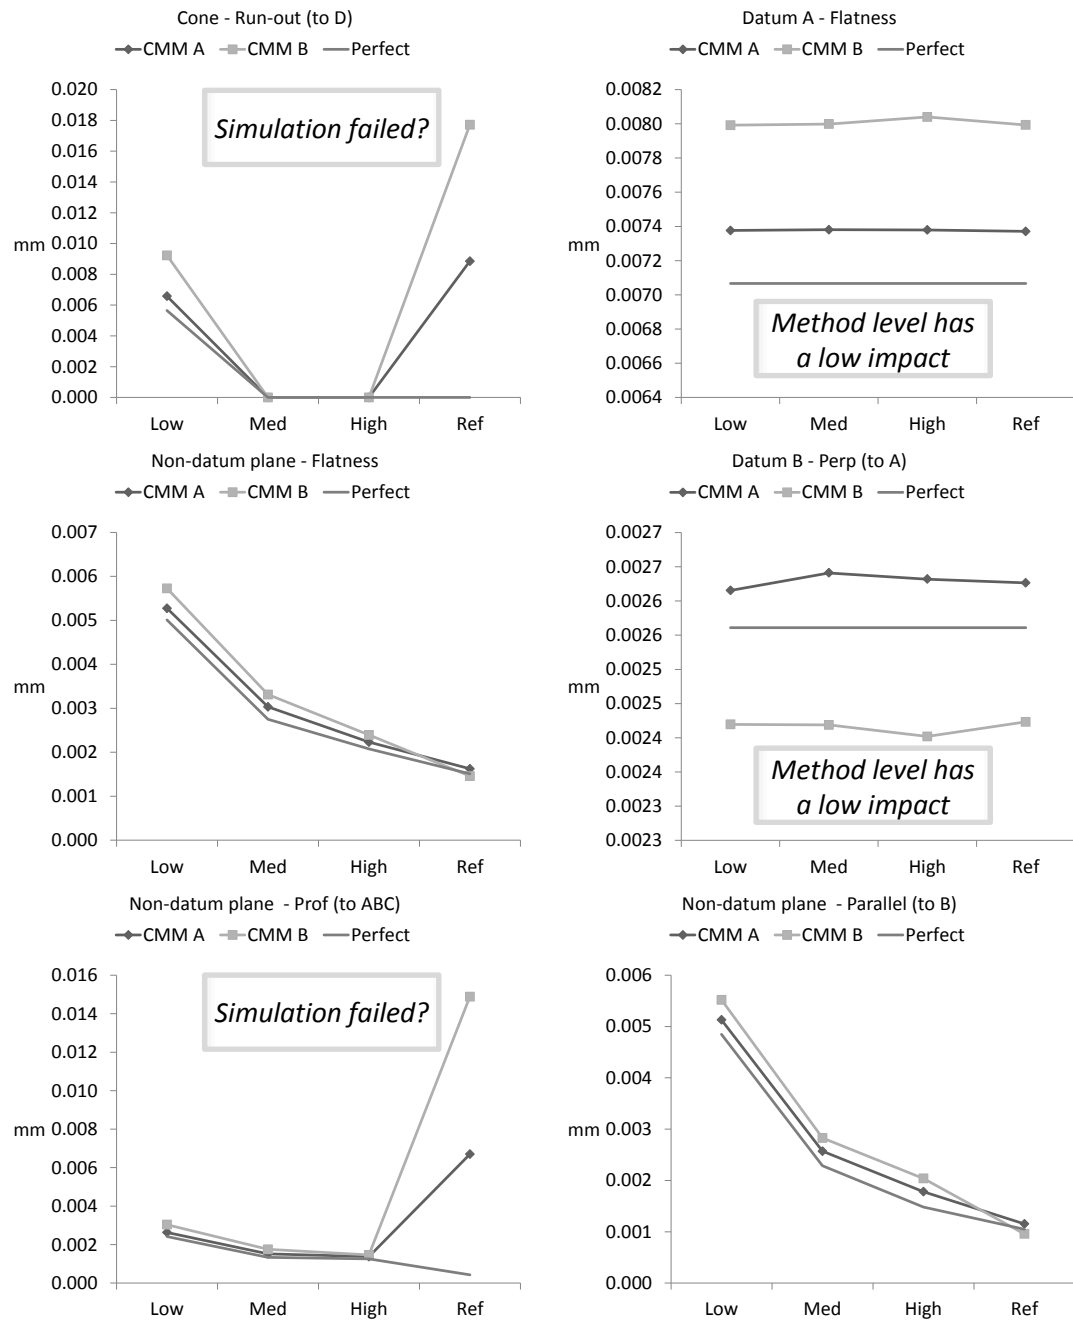 Cone - Run-out (to D)
CMM A CMM B Perfect
0.020
0.018
0.016
0.014
0.012
0.010
0.008
0.006
0.004
0.002
0.000
mm
Simulation failed?
Low Med High Ref
Datum A - Flatness
CMM A CMM B Perfect
0.0082
0.0080
0.0078
0.0076
0.0074
0.0072
0.0070
0.0068
0.0066
0.0064
mm
Method level has
a low impact
Low Med High Ref
Non-datum plane - Flatness
CMM A CMM B Perfect
0.007
0.006
0.005
0.004
0.003
0.002
0.001
0.000
mm
Low Med High Ref
Datum B - Perp (to A)
CMM A CMM B Perfect
0.0027
0.0027
0.0026
0.0026
0.0025
0.0025
0.0024
0.0024
0.0023
0.0023
mm
Method level has
a low impact
Low Med High Ref
Non-datum plane - Prof (to ABC)
CMM A CMM B Perfect
0.016
0.014
0.012
0.010
0.008
0.006
0.004
0.002
0.000
mm
Simulation failed?
Low Med High Ref
Non-datum plane - Parallel (to B)
CMM A CMM B Perfect
0.006
0.005
0.004
0.003
0.002
0.001
0.000
mm
Low Med High Ref